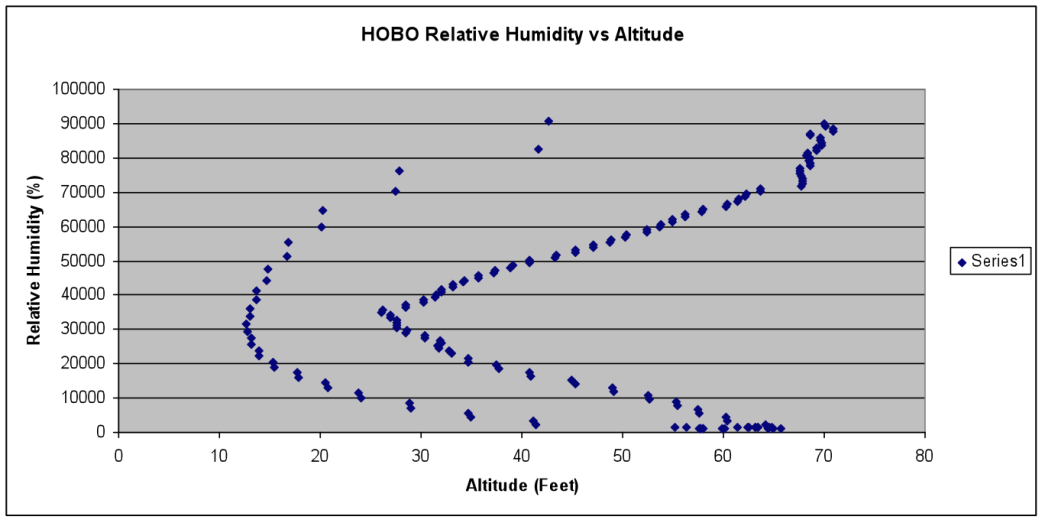 HOBO Relative Humidity vs Altitude
100000
90000
80000
70000
60000
50000
40000
30000
20000
10000
0
Relative Humidity (%)
0 10 20 30 40 50 60 70 80
Altitude (Feet)
Series1